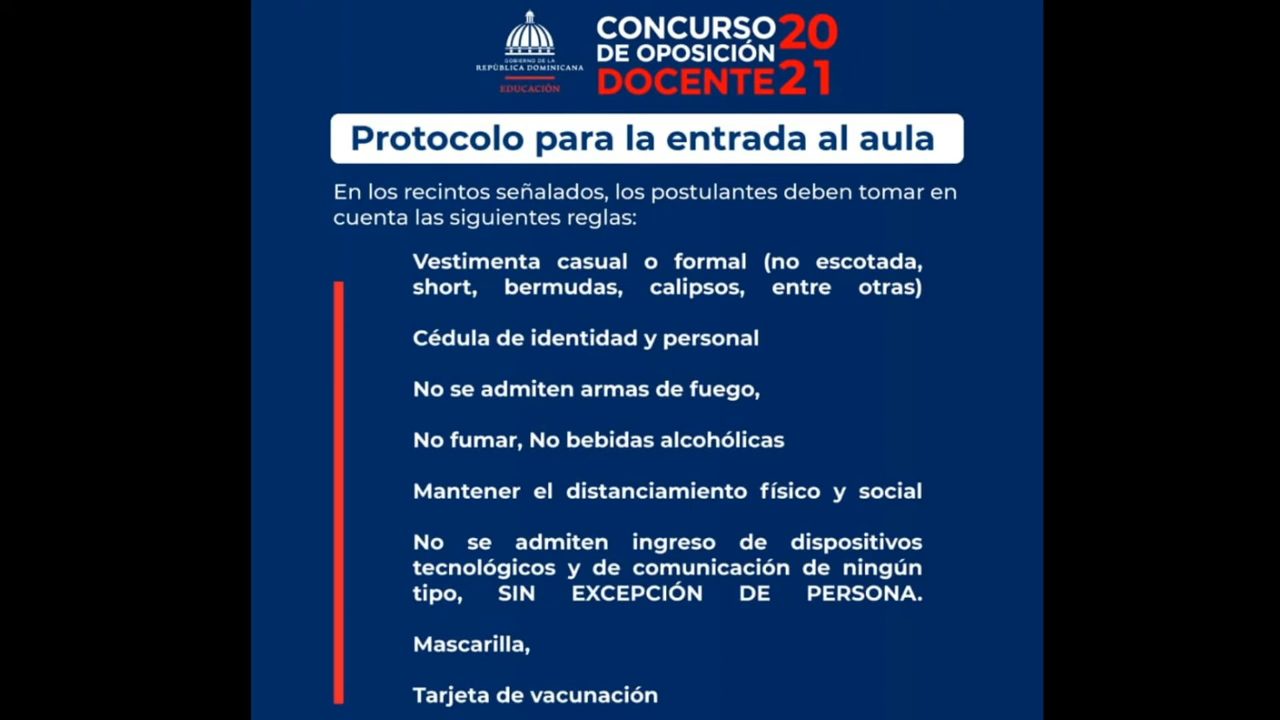 GOBIERNO DE LA
REPÚBLICA DOMINICANA
EDUCACIÓN
CONCURSO
DE OPOSICIÓN
DOCENTE
20
21
Protocolo para la entrada al aula
En los recintos señalados, los postulantes deben tomar en
cuenta las siguientes reglas:
Vestimenta casual o formal (no escotada,
short, bermudas, calipsos, entre otras)
Cédula de identidad y personal
No se admiten armas de fuego,
No fumar, No bebidas alcohólicas
Mantener el distanciamiento físico y social
No se admiten ingreso de dispositivos
tecnológicos y de comunicación de ningún
tipo, SIN EXCEPCIÓN DE PERSONA.
Mascarilla,
Tarjeta de vacunación